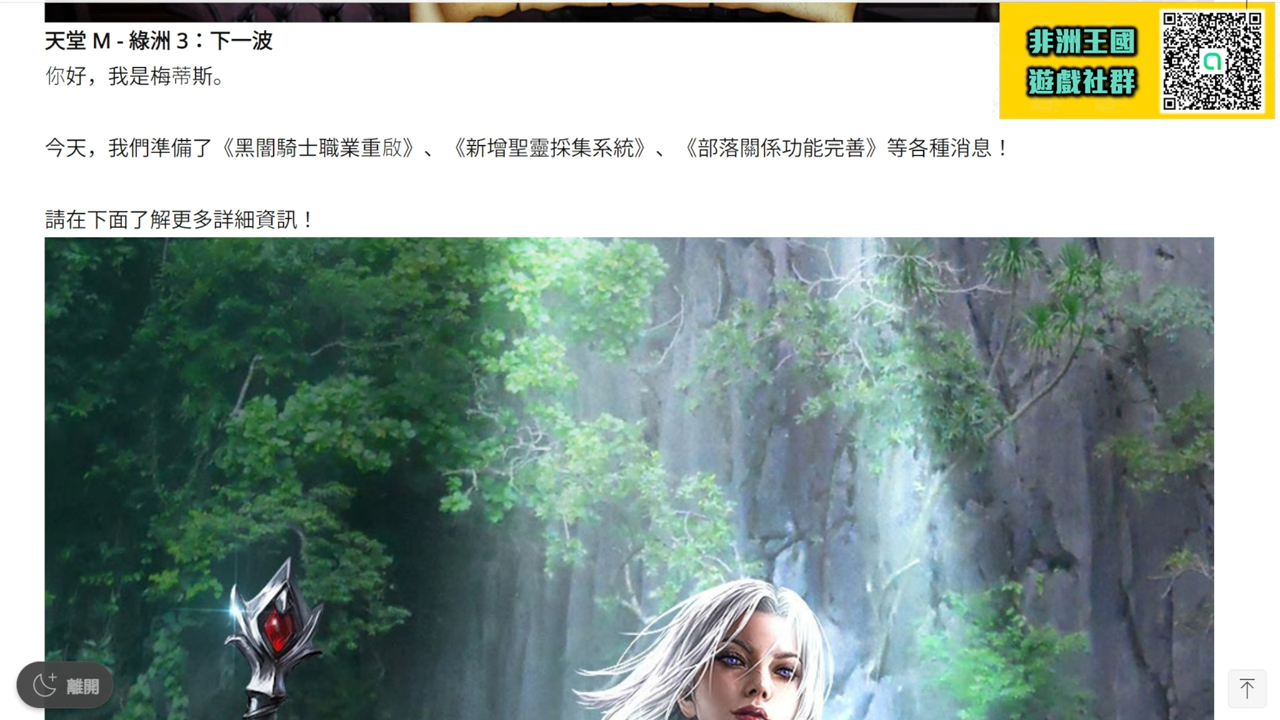 天堂 M - 綠洲 3：下一波
你好，我是梅蒂斯。
今天，我們準備了《黑闇騎士職業重啟》、《新增聖靈採集系統》、《部落關係功能完善》等各種消息！
請在下面了解更多詳細資訊！
非洲王國
遊戲社群
離開